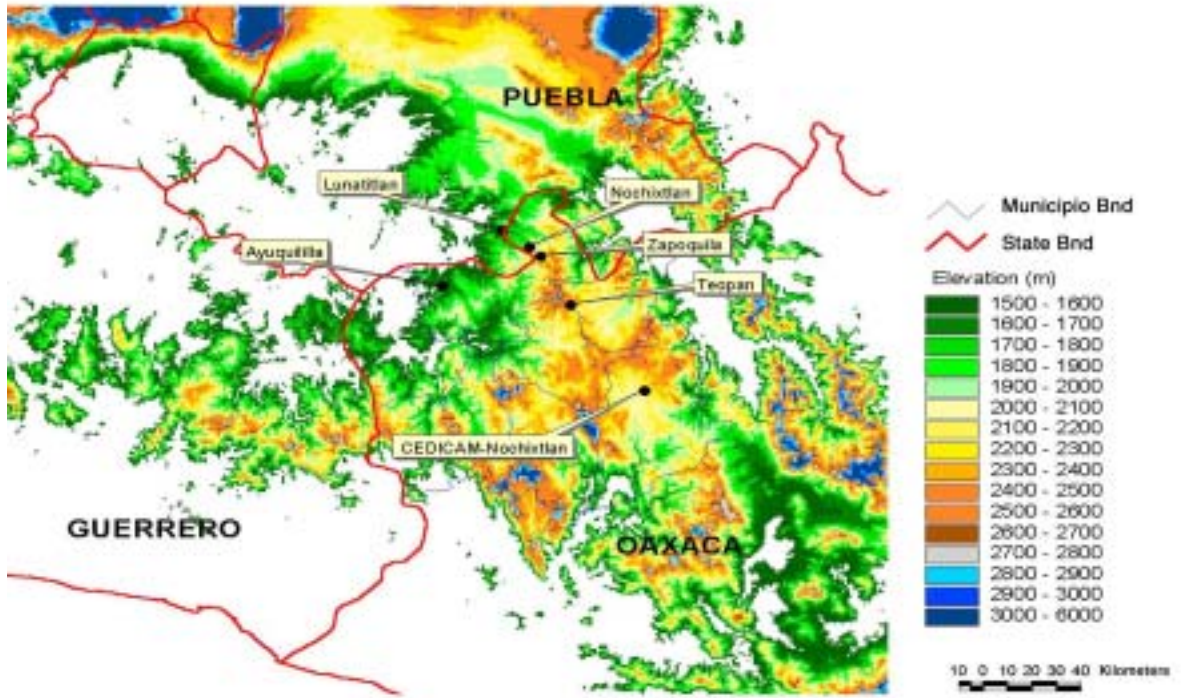 PUEBLA
Lunatitlan
Nochixtlan
Zapoquila
Ayuquililla
Teopan
CEDICAM-Nochixtlan
GUERRERO
OAXACA
Municipio Bnd
State Bnd
Elevation (m)
1500 - 1600
1600 - 1700
1700 - 1800
1800 - 1900
1900 - 2000
2000 - 2100
2100 - 2200
2200 - 2300
2300 - 2400
2400 - 2500
2500 - 2600
2600 - 2700
2700 - 2800
2800 - 2900
2900 - 3000
3000 - 6000
10 0 10 20 30 40 Kilometers